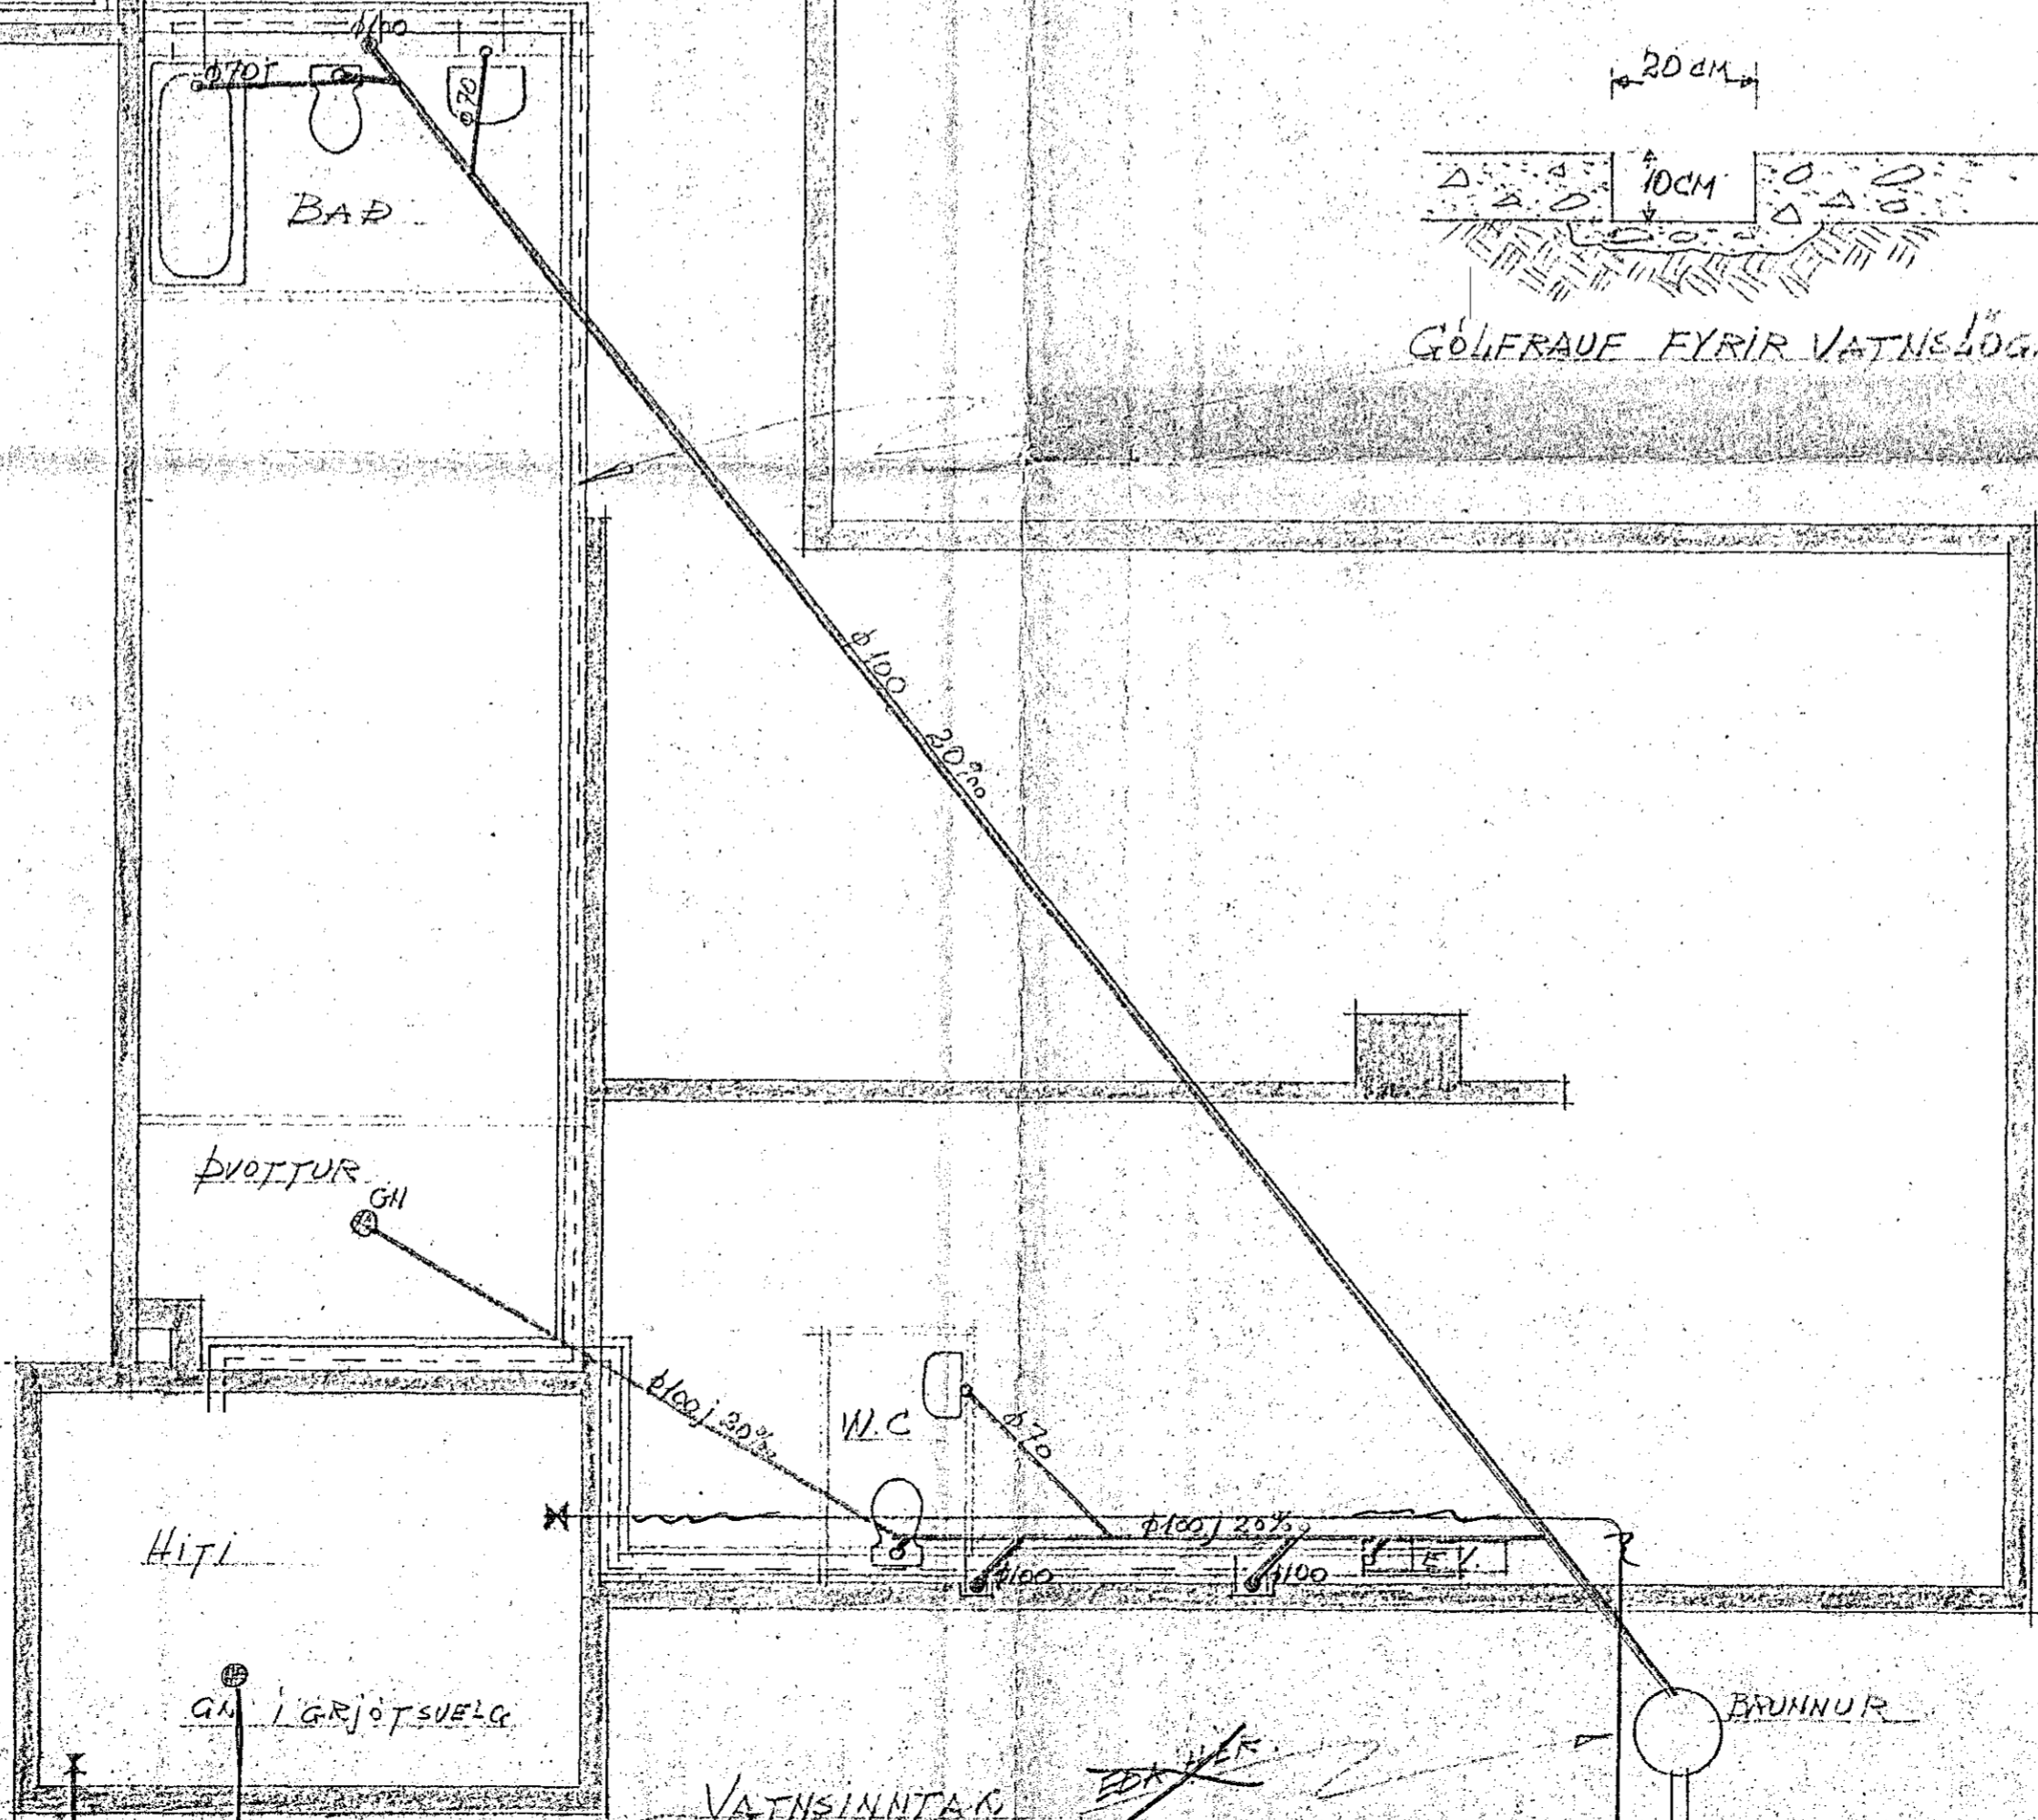 φ100
φ70
φ70
BAÐ
20 CM
10CM
GÓLFRAUF FYRIR VATNSLÖG.
φ100 20‰
ÞVOTTUR
GN
φ100 j 20‰
W.C
φ70
φ100 j 20‰
φ100
φ100
E.V.
HITI
GN Í GRJÓTSVELG
BRUNNUR
VATNSINNTAK